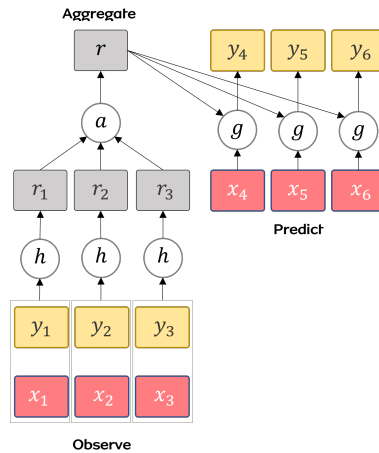 Aggregate
r y₄ y₅ y₆
a g g g
r₁ r₂ r₃ x₄ x₅ x₆
Predict
h h h
y₁ y₂ y₃
x₁ x₂ x₃
Observe